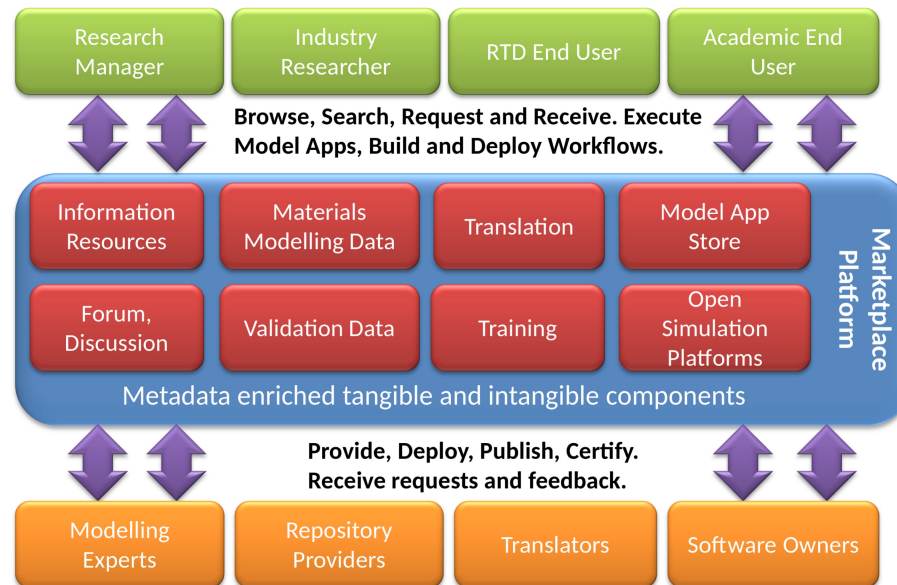 Research
Manager
Industry
Researcher
RTD End User
Academic End
User
Browse, Search, Request and Receive. Execute
Model Apps, Build and Deploy Workflows.
Information
Resources
Materials
Modelling Data
Translation
Model App
Store
Marketplace
Platform
Forum,
Discussion
Validation Data
Training
Open
Simulation
Platforms
Metadata enriched tangible and intangible components
Provide, Deploy, Publish, Certify.
Receive requests and feedback.
Modelling
Experts
Repository
Providers
Translators
Software Owners